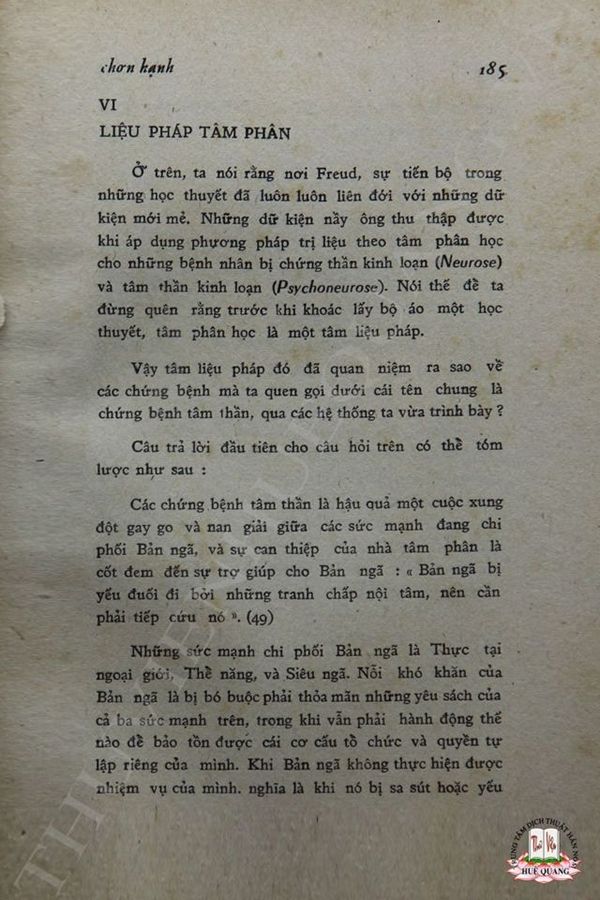 chơn hạnh 185
VI
LIỆU PHÁP TÂM PHÂN
Ở trên, ta nói rằng nơi Freud, sự tiến bộ trong
những học thuyết đã luôn luôn liên đới với những dữ
kiện mới mẻ. Những dữ kiện nầy ông thu thập được
khi áp dụng phương pháp trị liệu theo tâm phân học
cho những bệnh nhân bị chứng thần kinh loạn (Neurose)
và tâm thần kinh loạn (Psychoneurose). Nói thế để ta
đừng quên rằng trước khi khoác lấy bộ áo một học
thuyết, tâm phân học là một tâm liệu pháp.
Vậy tâm liệu pháp đó đã quan niệm ra sao về
các chứng bệnh mà ta quen gọi dưới cái tên chung là
chứng bệnh tâm thần, qua các hệ thống ta vừa trình bày ?
Câu trả lời đầu tiên cho câu hỏi trên có thể tóm
lược như sau :
Các chứng bệnh tâm thần là hậu quả một cuộc xung
đột gay go và nan giải giữa các sức mạnh đang chi
phối Bản ngã, và sự can thiệp của nhà tâm phân là
cốt đem đến sự trợ giúp cho Bản ngã : « Bản ngã bị
yếu đuối đi bởi những tranh chấp nội tâm, nên cần
phải tiếp cứu nó ». (49)
Những sức mạnh chi phối Bản ngã là Thực tại
ngoại giới, Thể năng, và Siêu ngã. Nỗi khó khăn của
Bản ngã là bị bó buộc phải thỏa mãn những yêu sách của
cả ba sức mạnh trên, trong khi vẫn phải hành động thế
nào để bảo tồn được cái cơ cấu tổ chức và quyền tự
lập riêng của mình. Khi Bản ngã không thực hiện được
nhiệm vụ của mình. nghĩa là khi nó bị sa sút hoặc yếu
TRUNG TÂM DỊCH THUẬT HÁN NÔM
HUỆ QUANG